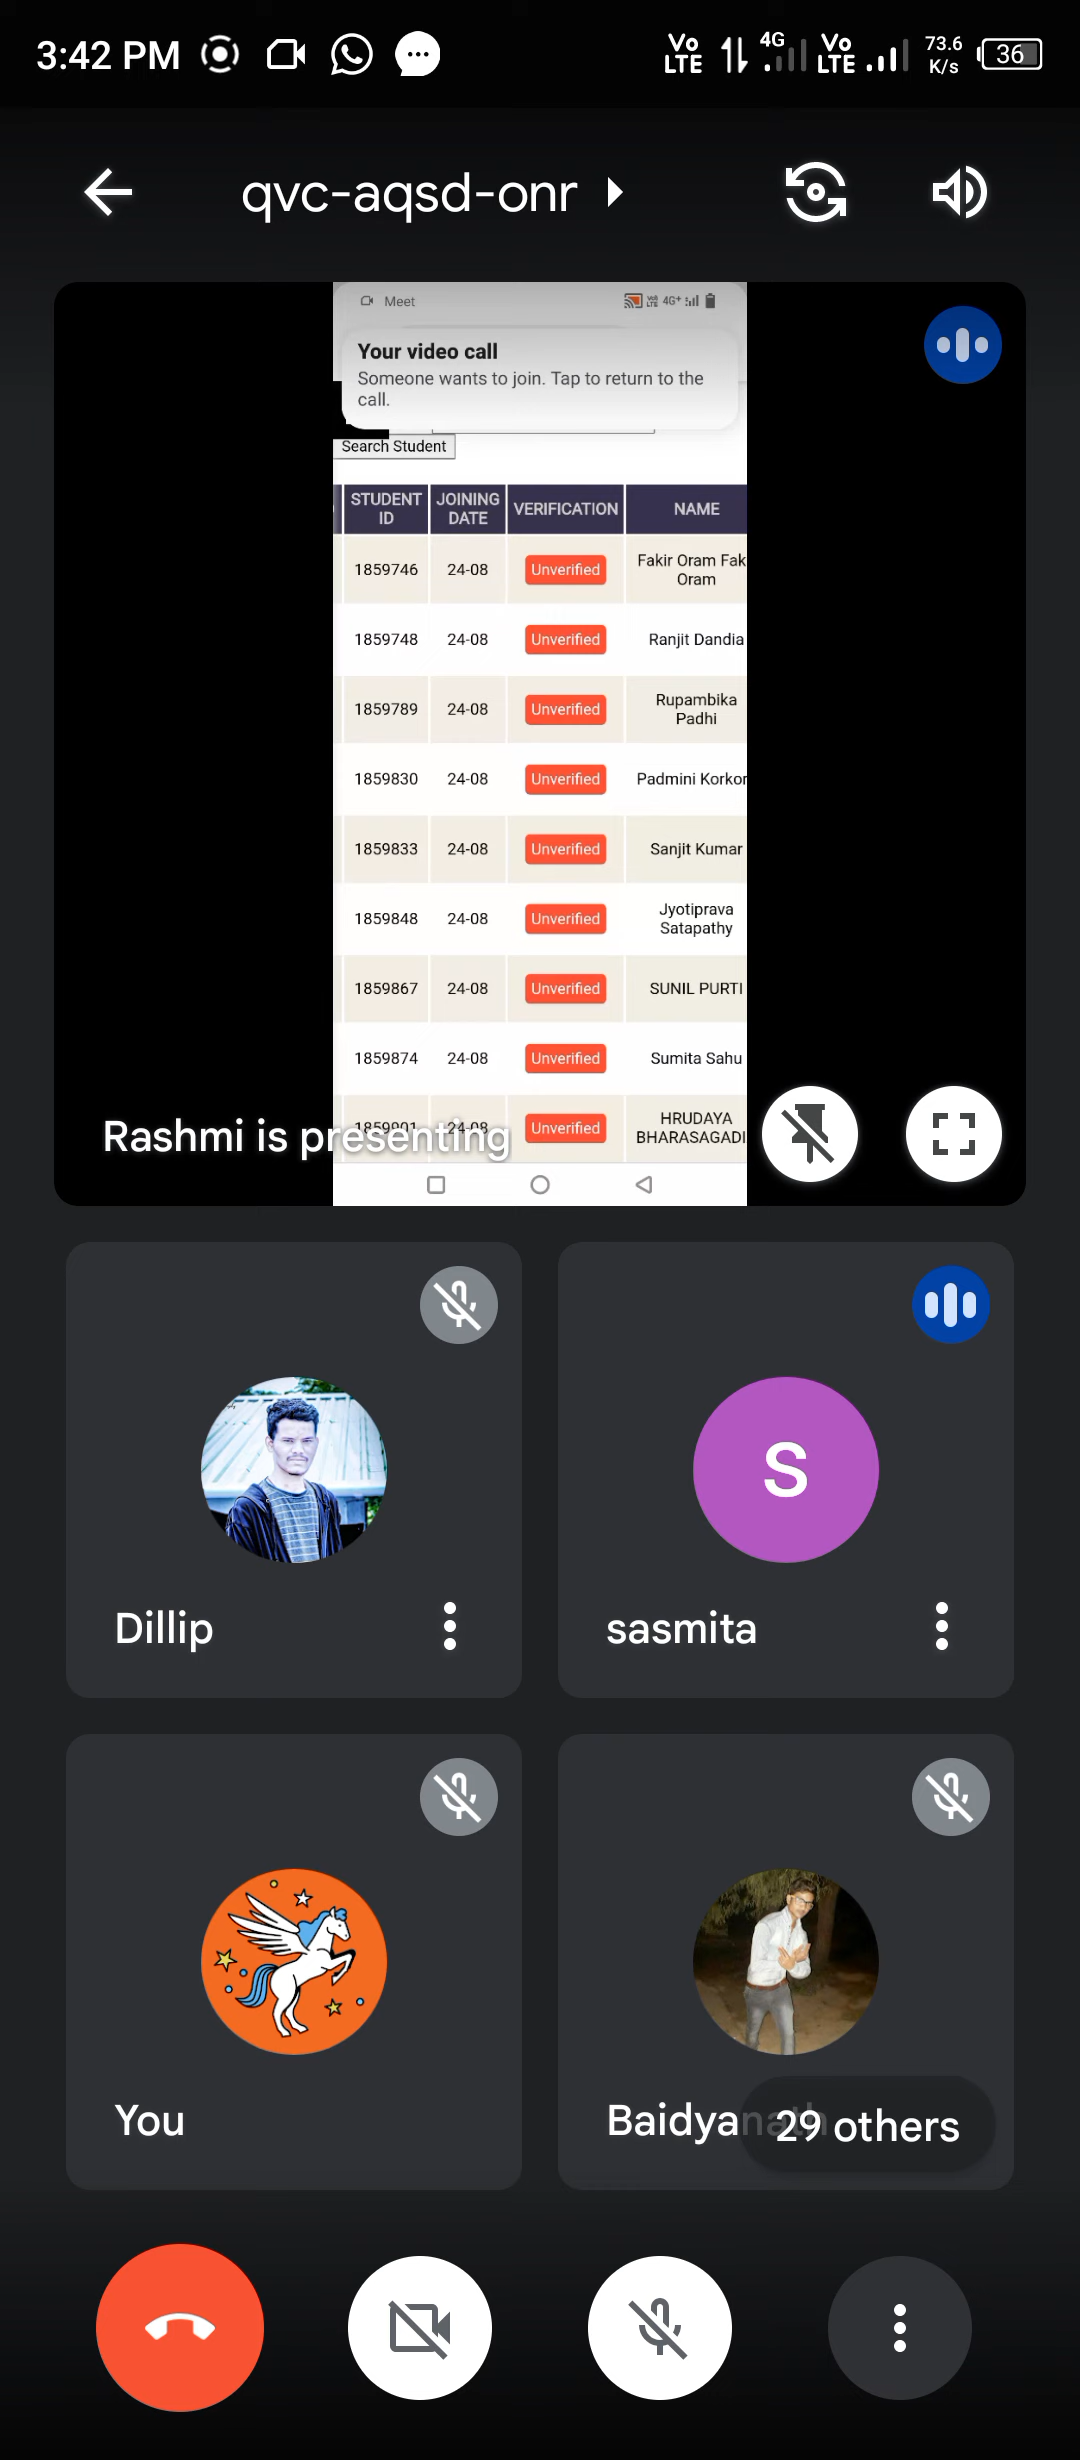 3:42 PM
Vo LTE 4G Vo LTE 73.6 K/s 36
qvc-aqsd-onr
Meet
4G+
Your video call
Someone wants to join. Tap to return to the
call.
Search Student
STUDENT ID JOINING DATE VERIFICATION NAME
1859746 24-08 Unverified Fakir Oram Fak
Oram
1859748 24-08 Unverified Ranjit Dandia
1859789 24-08 Unverified Rupambika
Padhi
1859830 24-08 Unverified Padmini Korkor
1859833 24-08 Unverified Sanjit Kumar
1859848 24-08 Unverified Jyotiprava
Satapathy
1859867 24-08 Unverified SUNIL PURTI
1859874 24-08 Unverified Sumita Sahu
1859901 24-08 Unverified HRUDAYA
BHARASAGADI
Rashmi is presenting
S
Dillip
sasmita
You
Baidyanath
29 others